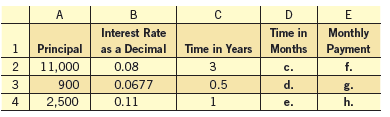 A B C D E
Interest Rate Time in Monthly
1 Principal as a Decimal Time in Years Months Payment
2 11,000 0.08 3 c. f.
3 900 0.0677 0.5 d. g.
4 2,500 0.11 1 e. h.